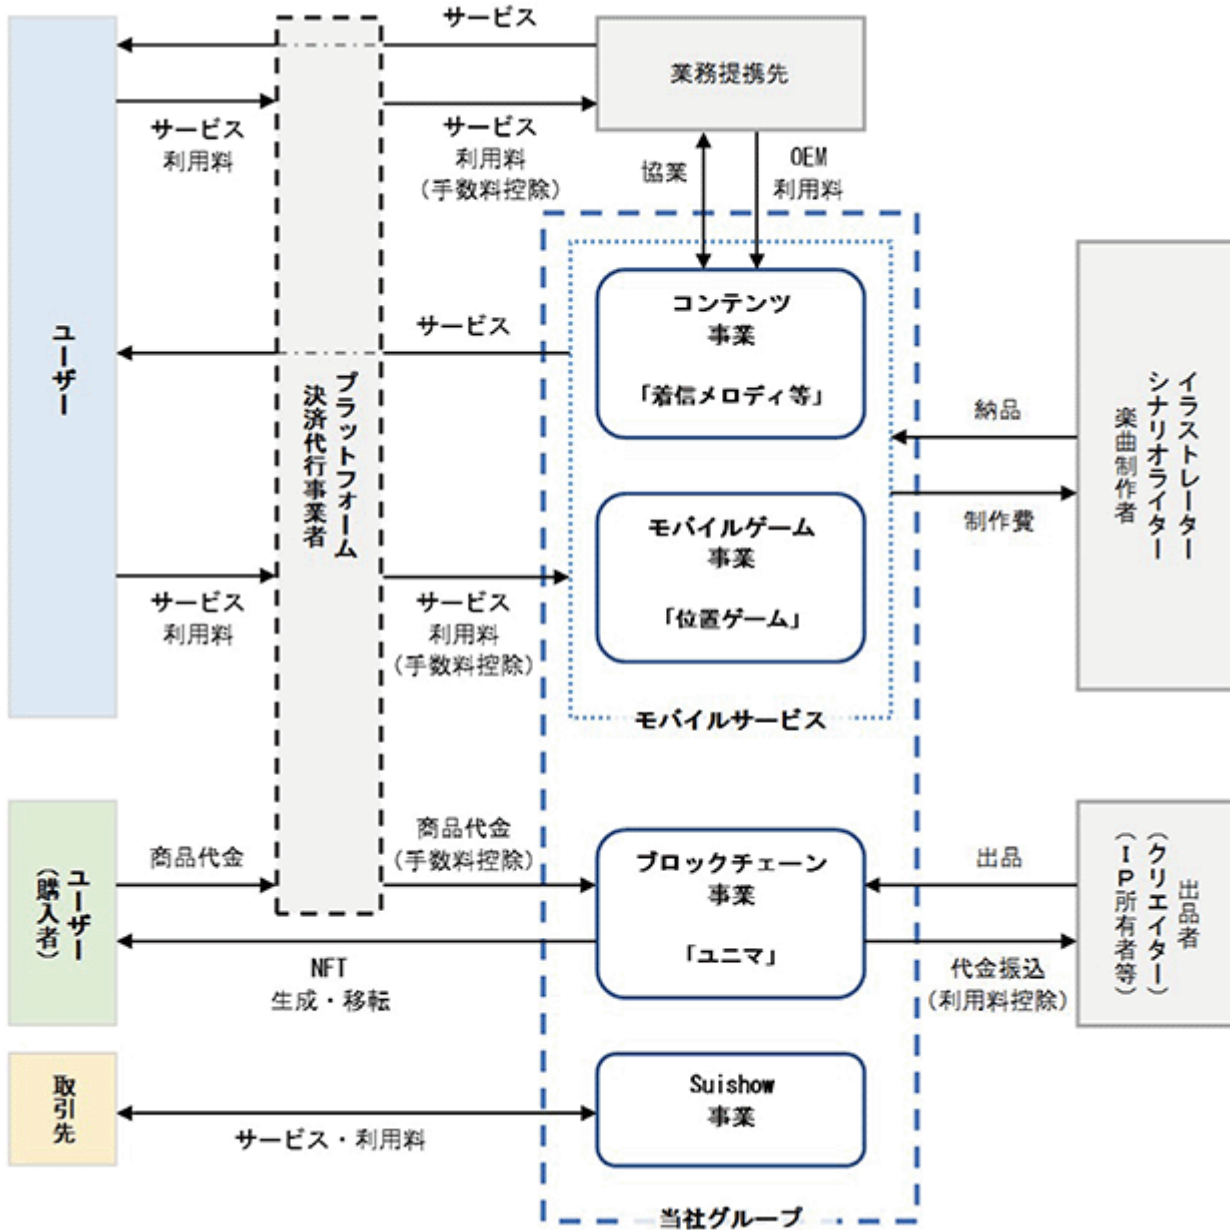 サービス
業務提携先
サービス
利用料
サービス
利用料
(手数料控除)
協業
OEM
利用料
ユーザー
プラットフォーム
決済代行事業者
サービス
コンテンツ
事業
「着信メロディ等」
納品
制作費
イラストレーター
シナリオライター
楽曲制作者
モバイルゲーム
事業
「位置ゲーム」
サービス
利用料
サービス
利用料
(手数料控除)
モバイルサービス
ユーザー
(購入者)
商品代金
商品代金
(手数料控除)
NFT
生成・移転
ブロックチェーン
事業
「ユニマ」
出品
代金振込
(利用料控除)
出品者
(クリエイター)
(IP所有者等)
取引先
サービス・利用料
Suishow
事業
当社グループ